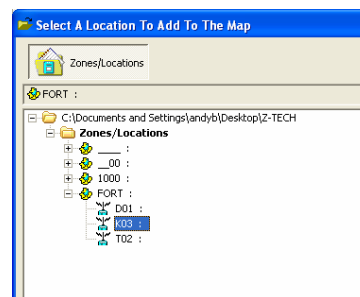 Select A Location To Add To The Map
Zones/Locations
FORT :
C:\Documents and Settings\andyb\Desktop\Z-TECH
Zones/Locations
____ :
__00 :
1000 :
FORT :
D01 :
K03 :
T02 :